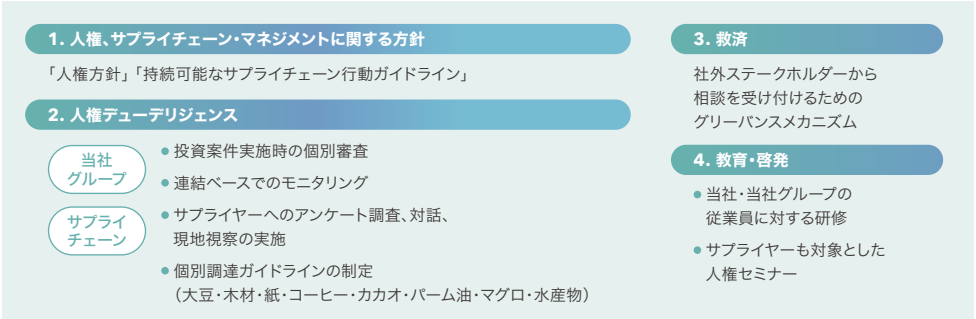 1. 人権、サプライチェーン・マネジメントに関する方針
「人権方針」「持続可能なサプライチェーン行動ガイドライン」
2. 人権デューデリジェンス
当社
グループ
● 投資案件実施時の個別審査
● 連結ベースでのモニタリング
サプライ
チェーン
● サプライヤーへのアンケート調査、対話、
現地視察の実施
● 個別調達ガイドラインの制定
（大豆・木材・紙・コーヒー・カカオ・パーム油・マグロ・水産物）
3. 救済
社外ステークホルダーから
相談を受け付けるための
グリーバンスメカニズム
4. 教育・啓発
● 当社・当社グループの
従業員に対する研修
● サプライヤーも対象とした
人権セミナー